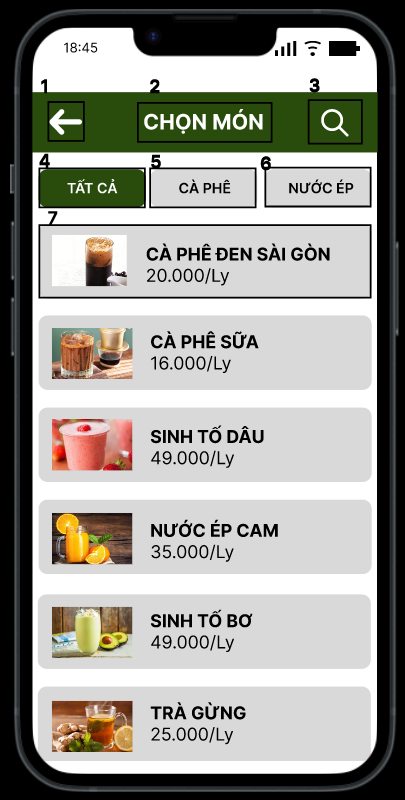 18:45
1 2 3
CHỌN MÓN
4 5 6
TẤT CẢ CÀ PHÊ NƯỚC ÉP
7
CÀ PHÊ ĐEN SÀI GÒN
20.000/Ly
CÀ PHÊ SỮA
16.000/Ly
SINH TỐ DÂU
49.000/Ly
NƯỚC ÉP CAM
35.000/Ly
SINH TỐ BƠ
49.000/Ly
TRÀ GỪNG
25.000/Ly